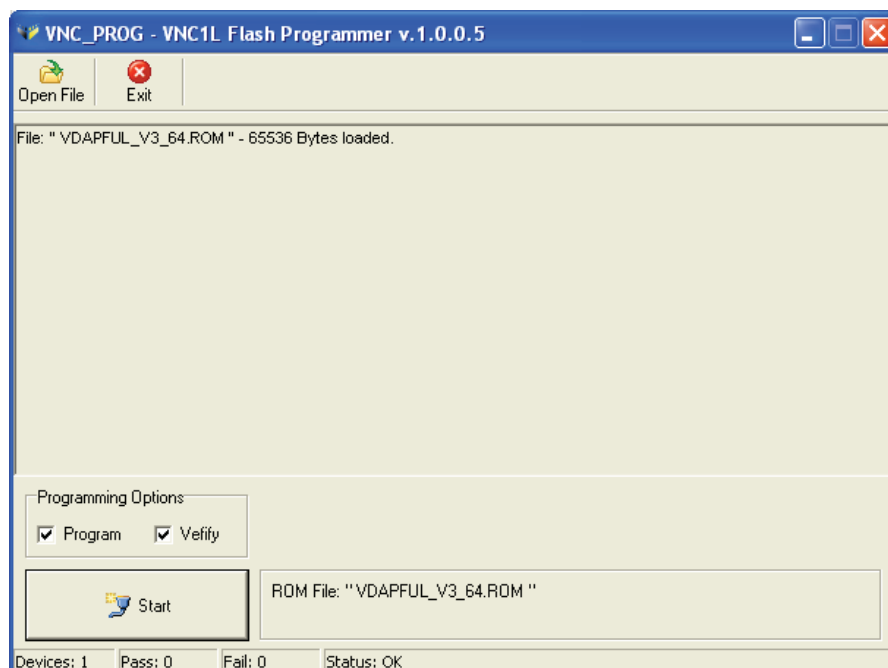 VNC_PROG - VNC1L Flash Programmer v.1.0.0.5
Open File Exit
File: " VDAPFUL_V3_64.ROM " - 65536 Bytes loaded.
Programming Options
Program Vefify
Start
ROM File: " VDAPFUL_V3_64.ROM "
Devices: 1 Pass: 0 Fail: 0 Status: OK